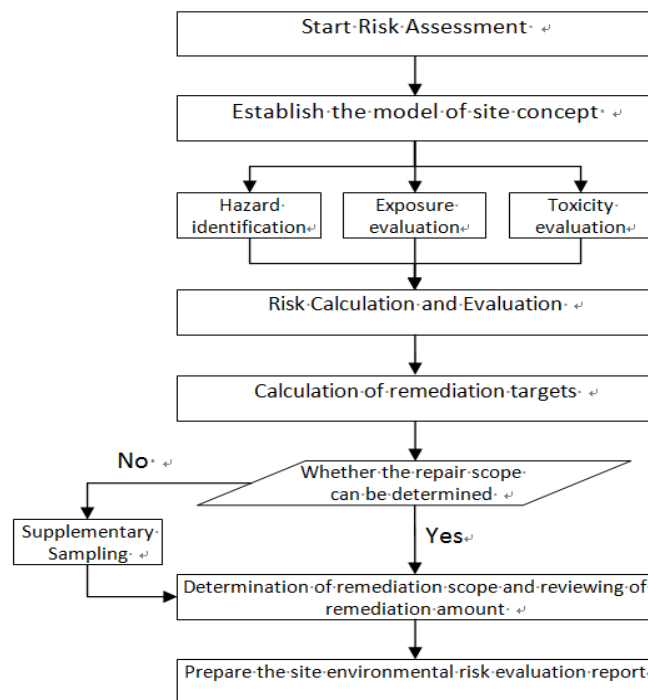 Start Risk Assessment
Establish the model of site concept
Hazard
identification
Exposure
evaluation
Toxicity
evaluation
Risk Calculation and Evaluation
Calculation of remediation targets
No
Whether the repair scope
can be determined
Supplementary
Sampling
Yes
Determination of remediation scope and reviewing of
remediation amount
Prepare the site environmental risk evaluation report